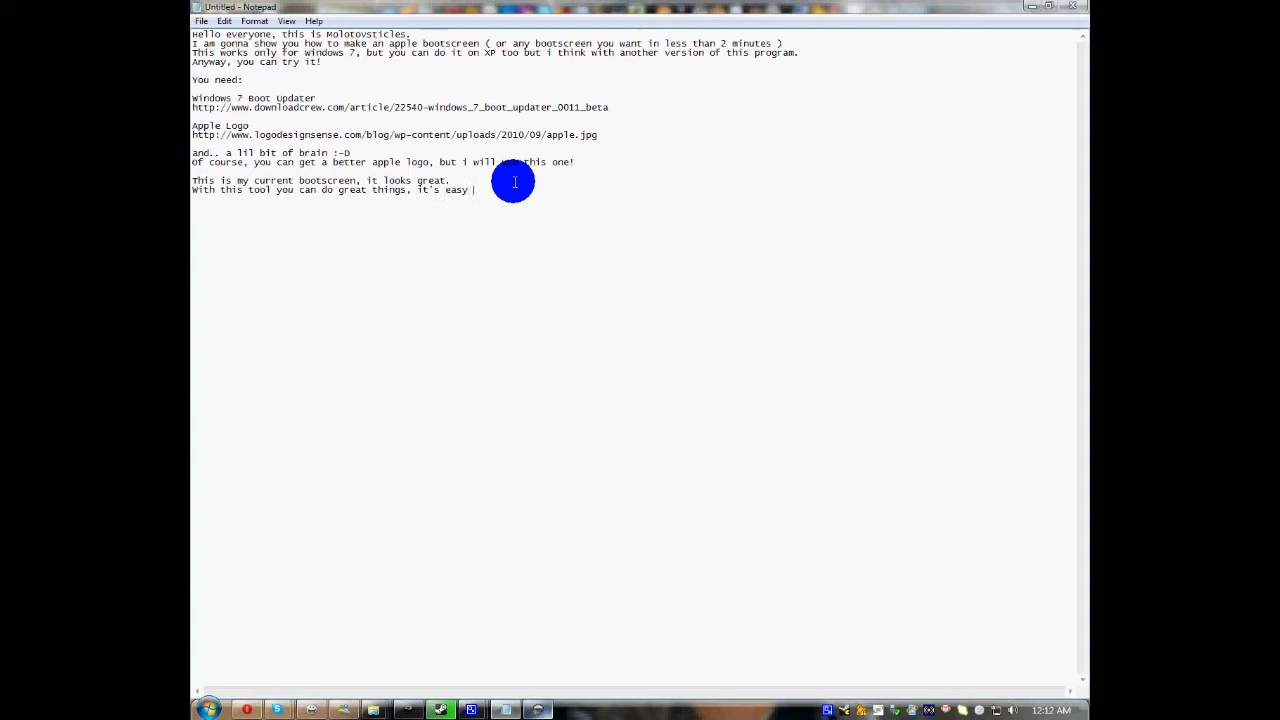 Untitled - Notepad
File Edit Format View Help
Hello everyone, this is Molotovsticles.
I am gonna show you how to make an apple bootscreen ( or any bootscreen you want in less than 2 minutes )
This works only for Windows 7, but you can do it on XP too but i think with another version of this program.
Anyway, you can try it!
You need:
Windows 7 Boot Updater
http://www.downloadcrew.com/article/22540-windows_7_boot_updater_0011_beta
Apple Logo
http://www.logodesignsense.com/blog/wp-content/uploads/2010/09/apple.jpg
and.. a lil bit of brain :-D
of course, you can get a better apple logo, but i will use this one!
This is my current bootscreen, it looks great.
With this tool you can do great things, it's easy
12:12 AM